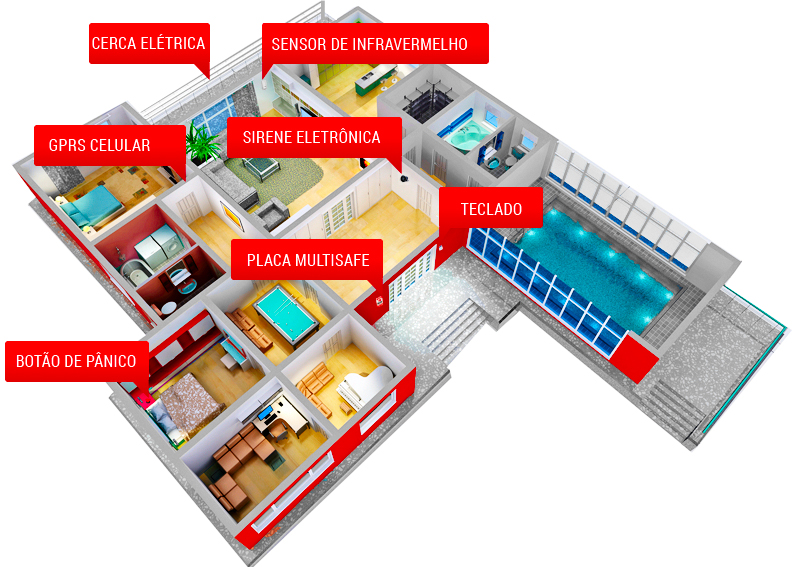 CERCA ELÉTRICA
SENSOR DE INFRAVERMELHO
GPRS CELULAR
SIRENE ELETRÔNICA
TECLADO
PLACA MULTISAFE
BOTÃO DE PÂNICO